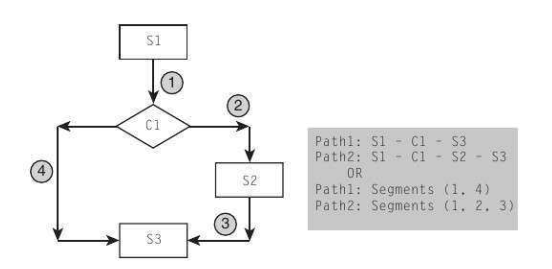 S1
1
2
C1
4
S2
3
S3
Path1: S1 - C1 - S3
Path2: S1 - C1 - S2 - S3
OR
Path1: Segments (1, 4)
Path2: Segments (1, 2, 3)